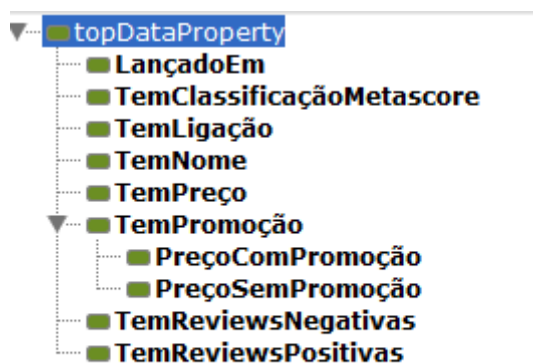 topDataProperty
LançadoEm
TemClassificaçãoMetascore
TemLigação
TemNome
TemPreço
TemPromoção
PreçoComPromoção
PreçoSemPromoção
TemReviewsNegativas
TemReviewsPositivas